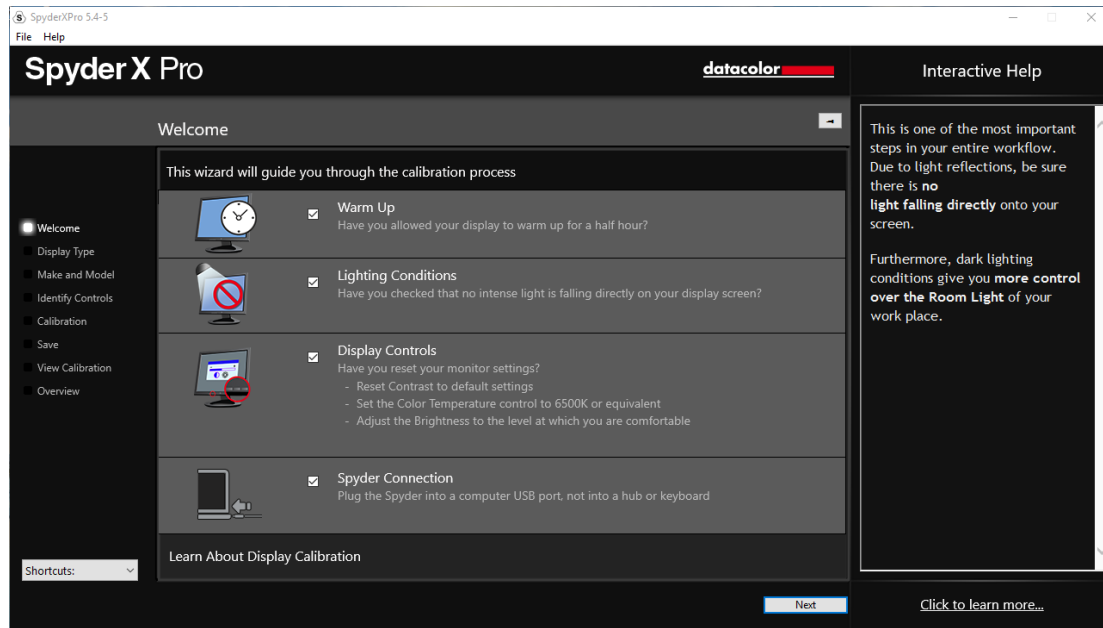 SpyderXPro 5.4-5
File Help
Spyder X Pro
datacolor
Interactive Help
Welcome
This wizard will guide you through the calibration process
Welcome
Display Type
Make and Model
Identify Controls
Calibration
Save
View Calibration
Overview
Shortcuts:
Warm Up
Have you allowed your display to warm up for a half hour?
Lighting Conditions
Have you checked that no intense light is falling directly on your display screen?
Display Controls
Have you reset your monitor settings?
- Reset Contrast to default settings
- Set the Color Temperature control to 6500K or equivalent
- Adjust the Brightness to the level at which you are comfortable
Spyder Connection
Plug the Spyder into a computer USB port, not into a hub or keyboard
Learn About Display Calibration
Next
This is one of the most important
steps in your entire workflow.
Due to light reflections, be sure
there is no
light falling directly onto your
screen.
Furthermore, dark lighting
conditions give you more control
over the Room Light of your
work place.
Click to learn more...